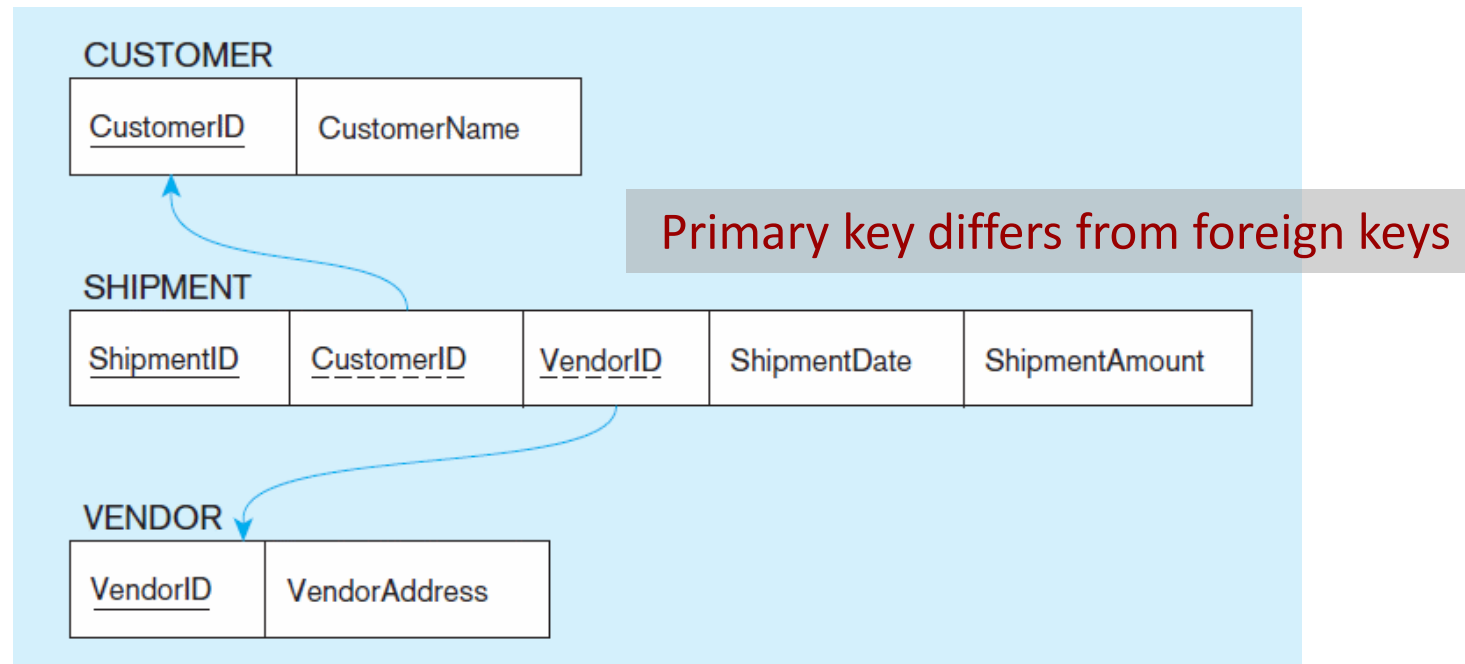 CUSTOMER
CustomerID CustomerName
Primary key differs from foreign keys
SHIPMENT
ShipmentID CustomerID VendorID ShipmentDate ShipmentAmount
VENDOR
VendorID VendorAddress